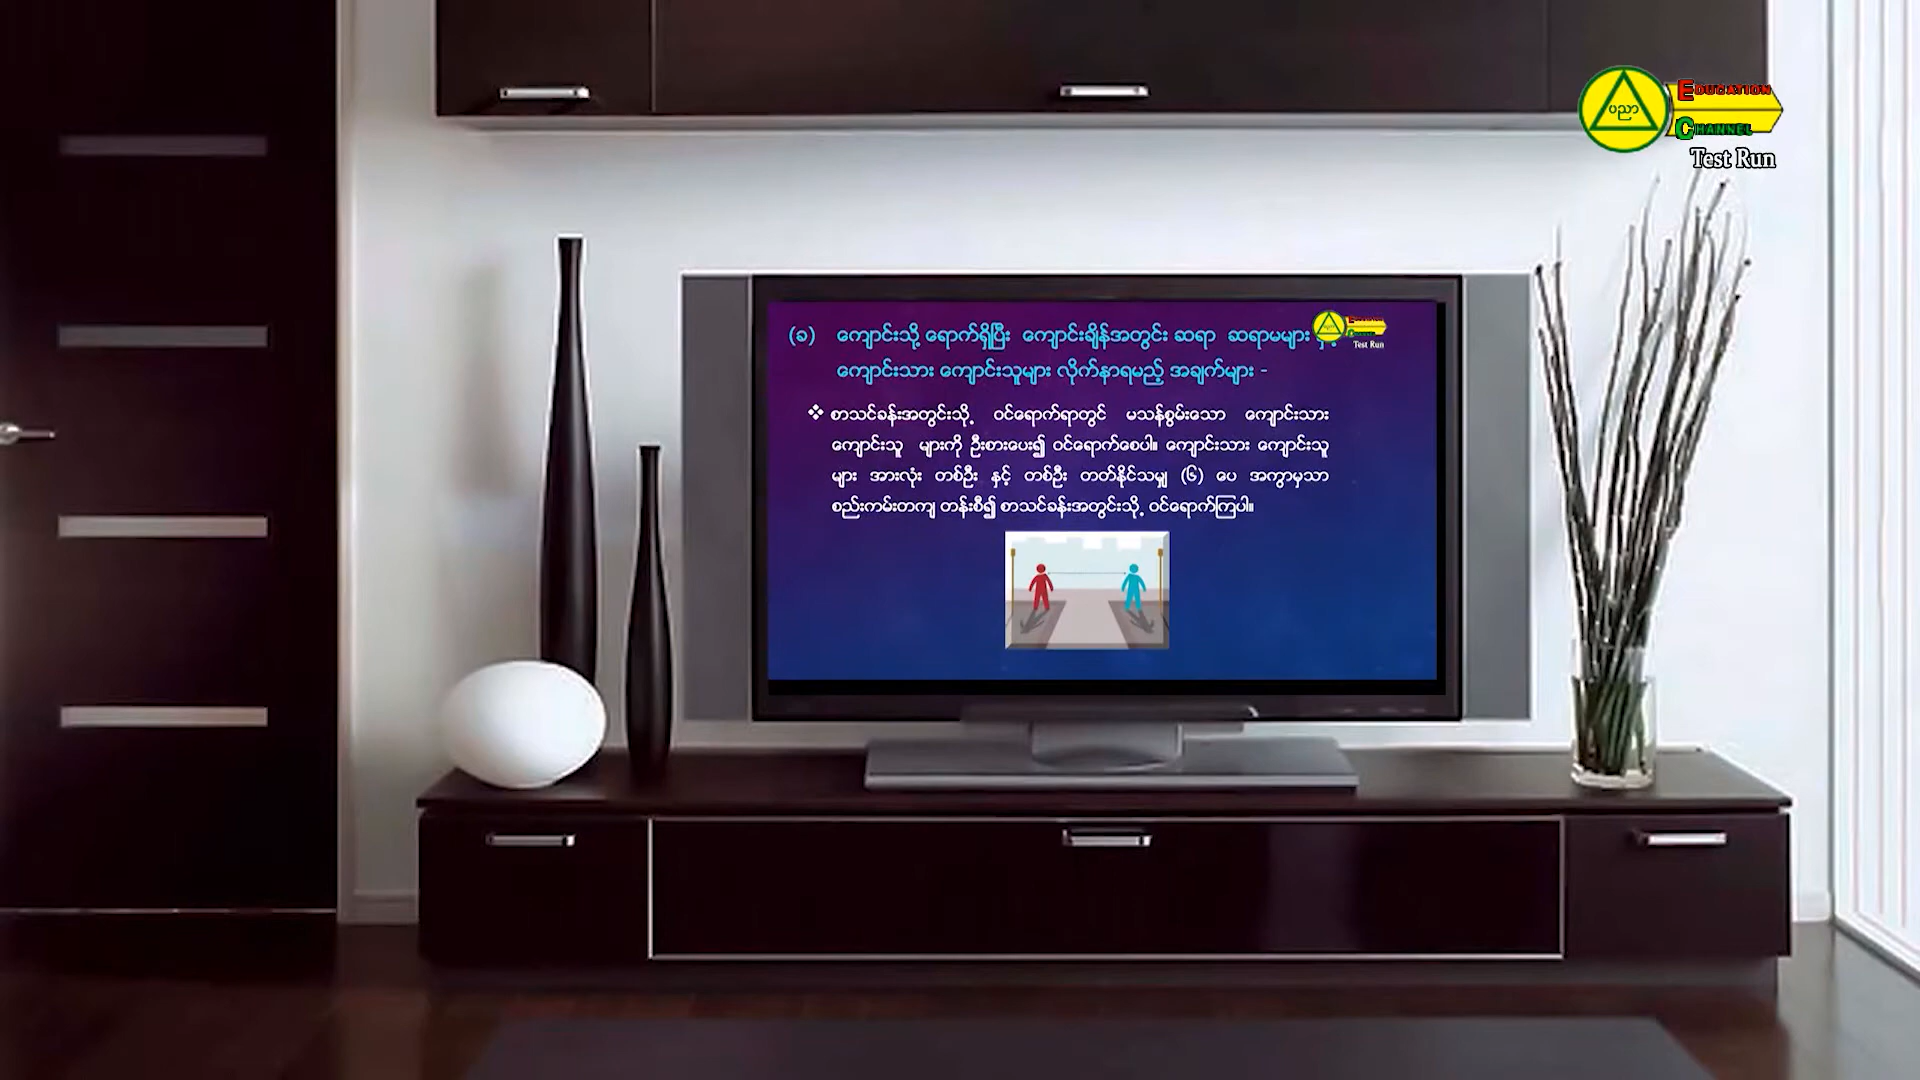 ပညာ
EDUCATION
CHANNEL
Test Run
(ခ) ကျောင်းသို့ ရောက်ရှိပြီး ကျောင်းချိန်အတွင်း ဆရာ ဆရာမများ နှင့်
ကျောင်းသား ကျောင်းသူများ လိုက်နာရမည့် အချက်များ -
EDUCATION
CHANNEL
Test Run
❖ စာသင်ခန်းအတွင်းသို့ ဝင်ရောက်ရာတွင် မသန်စွမ်းသော ကျောင်းသား
ကျောင်းသူ များကို ဦးစားပေး၍ ဝင်ရောက်စေပါ။ ကျောင်းသား ကျောင်းသူ
များ အားလုံး တစ်ဦး နှင့် တစ်ဦး တတ်နိုင်သမျှ (၆) ပေ အကွာမှသာ
စည်းကမ်းတကျ တန်းစီ၍ စာသင်ခန်းအတွင်းသို့ ဝင်ရောက်ကြပါ။